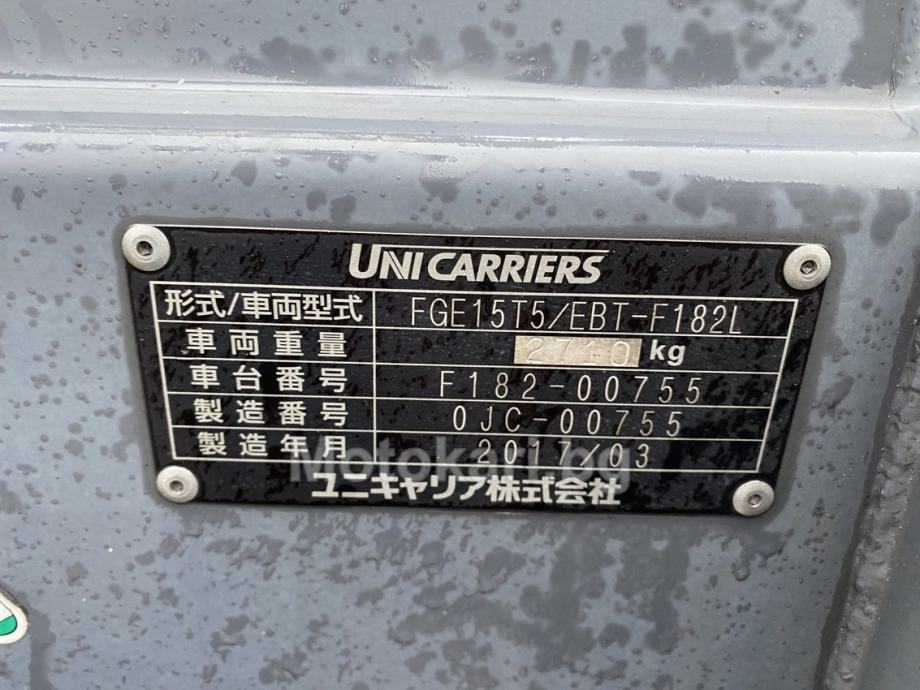 UNICARRIERS
形式/車両型式 FGE15T5/EBT-F182L
車両重量 2710 kg
車台番号 F182-00755
製造番号 0JC-00755
製造年月 2017/03
Motokari.bg
ユニキャリア株式会社